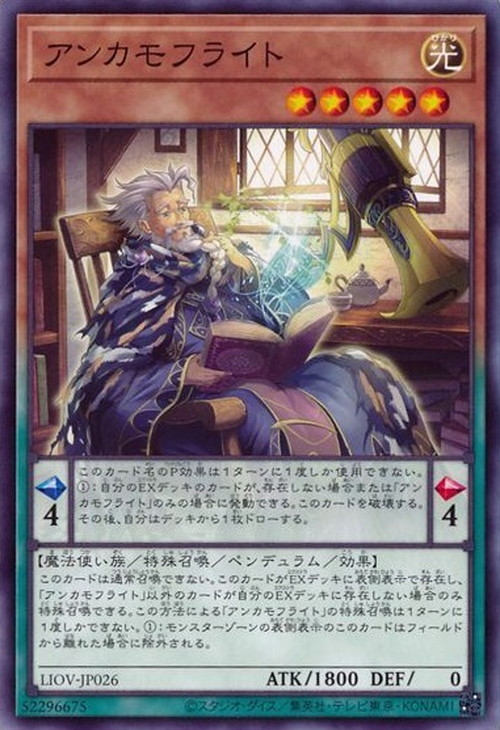 アンカモフライト
光
このカード名のP効果は1ターンに1度しか使用できない。
①:自分のEXデッキのカードが、存在しない場合または「アン
カモフライト」のみの場合に発動できる。このカードを破壊する。
その後、自分はデッキから1枚ドローする。
4
4
【魔法使い族/特殊召喚/ペンデュラム/効果】
このカードは通常召喚できない。このカードがEXデッキに表側表示で存在し、
「アンカモフライト」以外のカードが自分のEXデッキに存在しない場合のみ
特殊召喚できる。この方法による「アンカモフライト」の特殊召喚は1ターンに
1度しかできない。①:モンスターゾーンの表側表示のこのカードはフィールド
から離れた場合に除外される。
LIOV-JP026
ATK/1800 DEF/ 0
52296675
©スタジオ・ダイス/集英社・テレビ東京・KONAMI